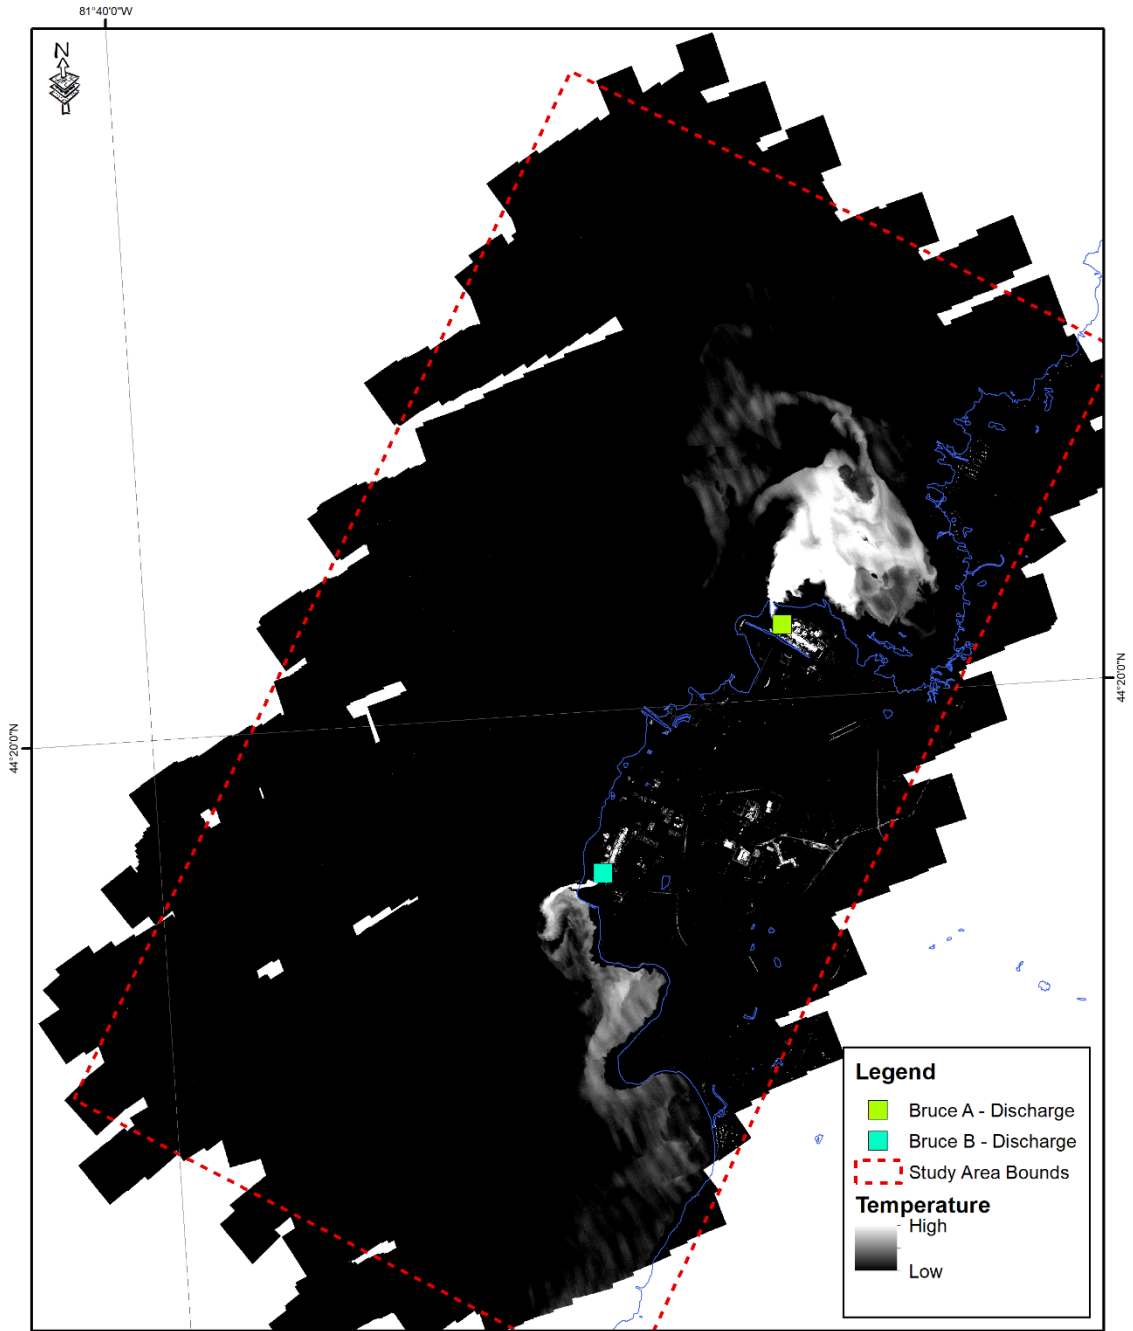 81°40'0"W
N
44°20'0"N
44°20'0"N
Legend
Bruce A - Discharge
Bruce B - Discharge
Study Area Bounds
Temperature
High
Low